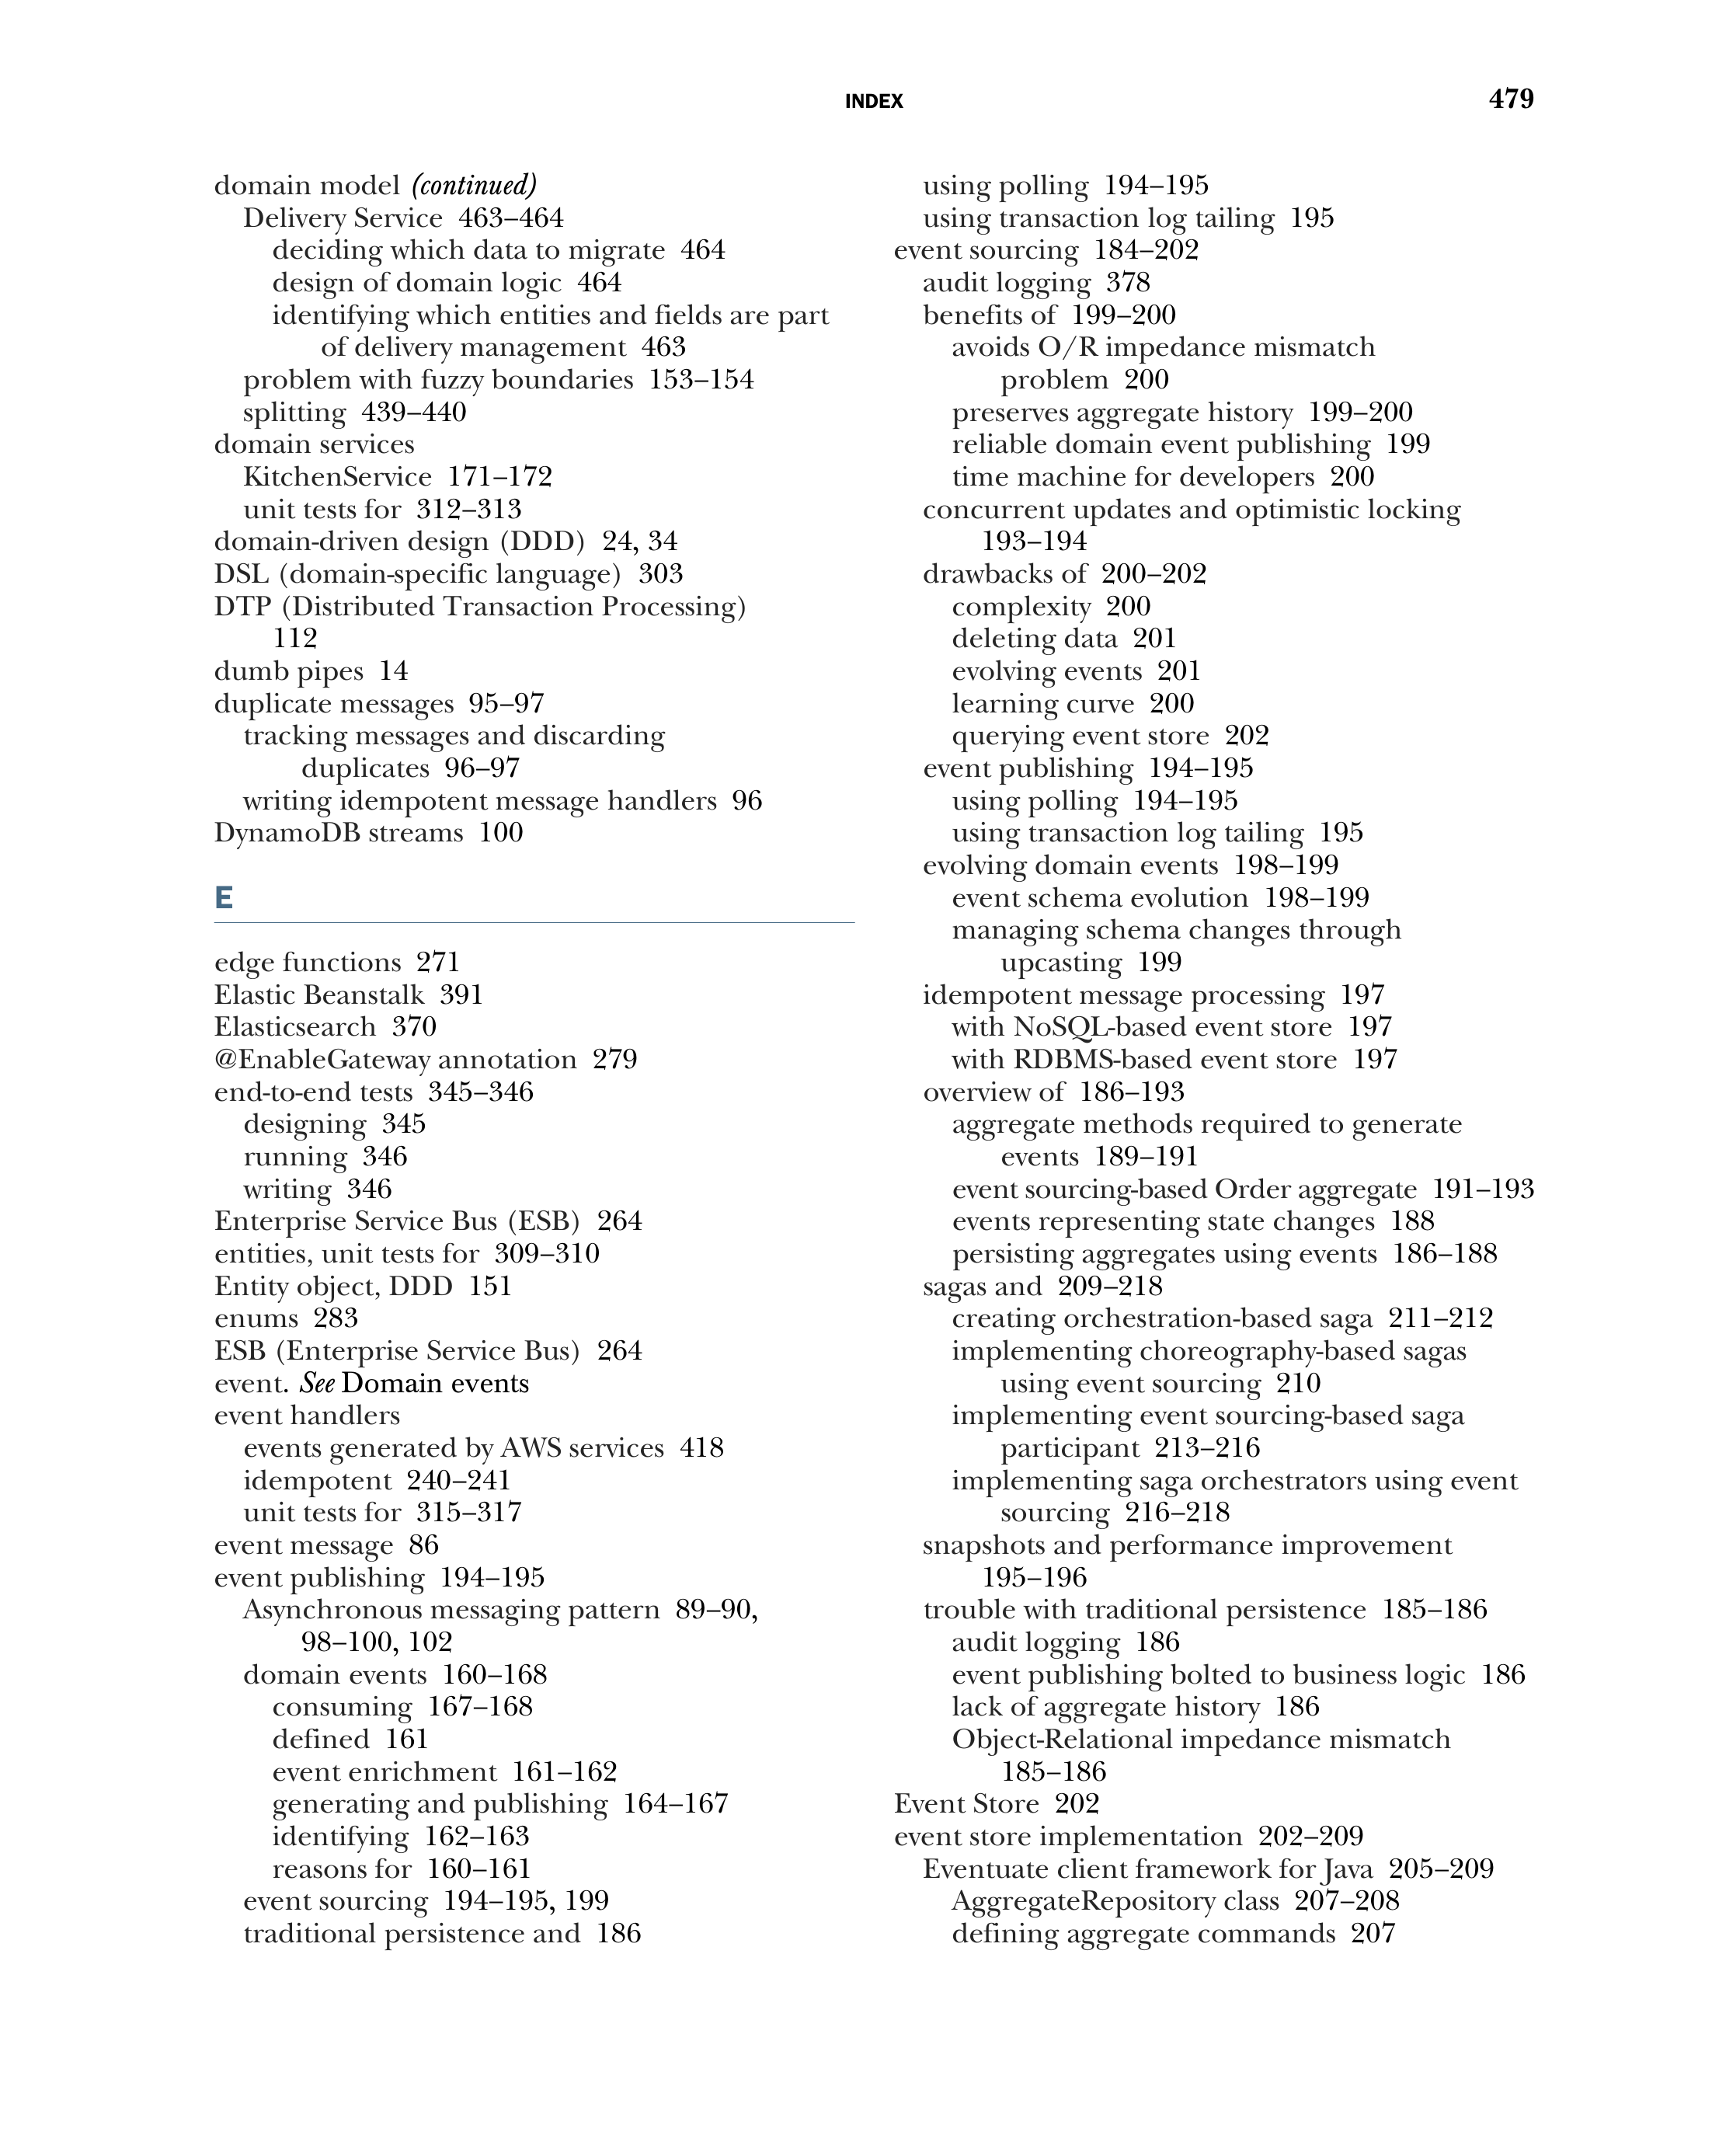 INDEX
479
domain model (continued)
Delivery Service 463–464
deciding which data to migrate 464
design of domain logic 464
identifying which entities and fields are part
of delivery management 463
problem with fuzzy boundaries 153–154
splitting 439–440
domain services
KitchenService 171–172
unit tests for 312–313
domain-driven design (DDD) 24, 34
DSL (domain-specific language) 303
DTP (Distributed Transaction Processing)
112
dumb pipes 14
duplicate messages 95–97
tracking messages and discarding
duplicates 96–97
writing idempotent message handlers 96
DynamoDB streams 100
E
edge functions 271
Elastic Beanstalk 391
Elasticsearch 370
@EnableGateway annotation 279
end-to-end tests 345–346
designing 345
running 346
writing 346
Enterprise Service Bus (ESB) 264
entities, unit tests for 309–310
Entity object, DDD 151
enums 283
ESB (Enterprise Service Bus) 264
event. See Domain events
event handlers
events generated by AWS services 418
idempotent 240–241
unit tests for 315–317
event message 86
event publishing 194–195
Asynchronous messaging pattern 89–90,
98–100, 102
domain events 160–168
consuming 167–168
defined 161
event enrichment 161–162
generating and publishing 164–167
identifying 162–163
reasons for 160–161
event sourcing 194–195, 199
traditional persistence and 186
using polling 194–195
using transaction log tailing 195
event sourcing 184–202
audit logging 378
benefits of 199–200
avoids O/R impedance mismatch
problem 200
preserves aggregate history 199–200
reliable domain event publishing 199
time machine for developers 200
concurrent updates and optimistic locking
193–194
drawbacks of 200–202
complexity 200
deleting data 201
evolving events 201
learning curve 200
querying event store 202
event publishing 194–195
using polling 194–195
using transaction log tailing 195
evolving domain events 198–199
event schema evolution 198–199
managing schema changes through
upcasting 199
idempotent message processing 197
with NoSQL-based event store 197
with RDBMS-based event store 197
overview of 186–193
aggregate methods required to generate
events 189–191
event sourcing-based Order aggregate 191–193
events representing state changes 188
persisting aggregates using events 186–188
sagas and 209–218
creating orchestration-based saga 211–212
implementing choreography-based sagas
using event sourcing 210
implementing event sourcing-based saga
participant 213–216
implementing saga orchestrators using event
sourcing 216–218
snapshots and performance improvement
195–196
trouble with traditional persistence 185–186
audit logging 186
event publishing bolted to business logic 186
lack of aggregate history 186
Object-Relational impedance mismatch
185–186
Event Store 202
event store implementation 202–209
Eventuate client framework for Java 205–209
AggregateRepository class 207–208
defining aggregate commands 207